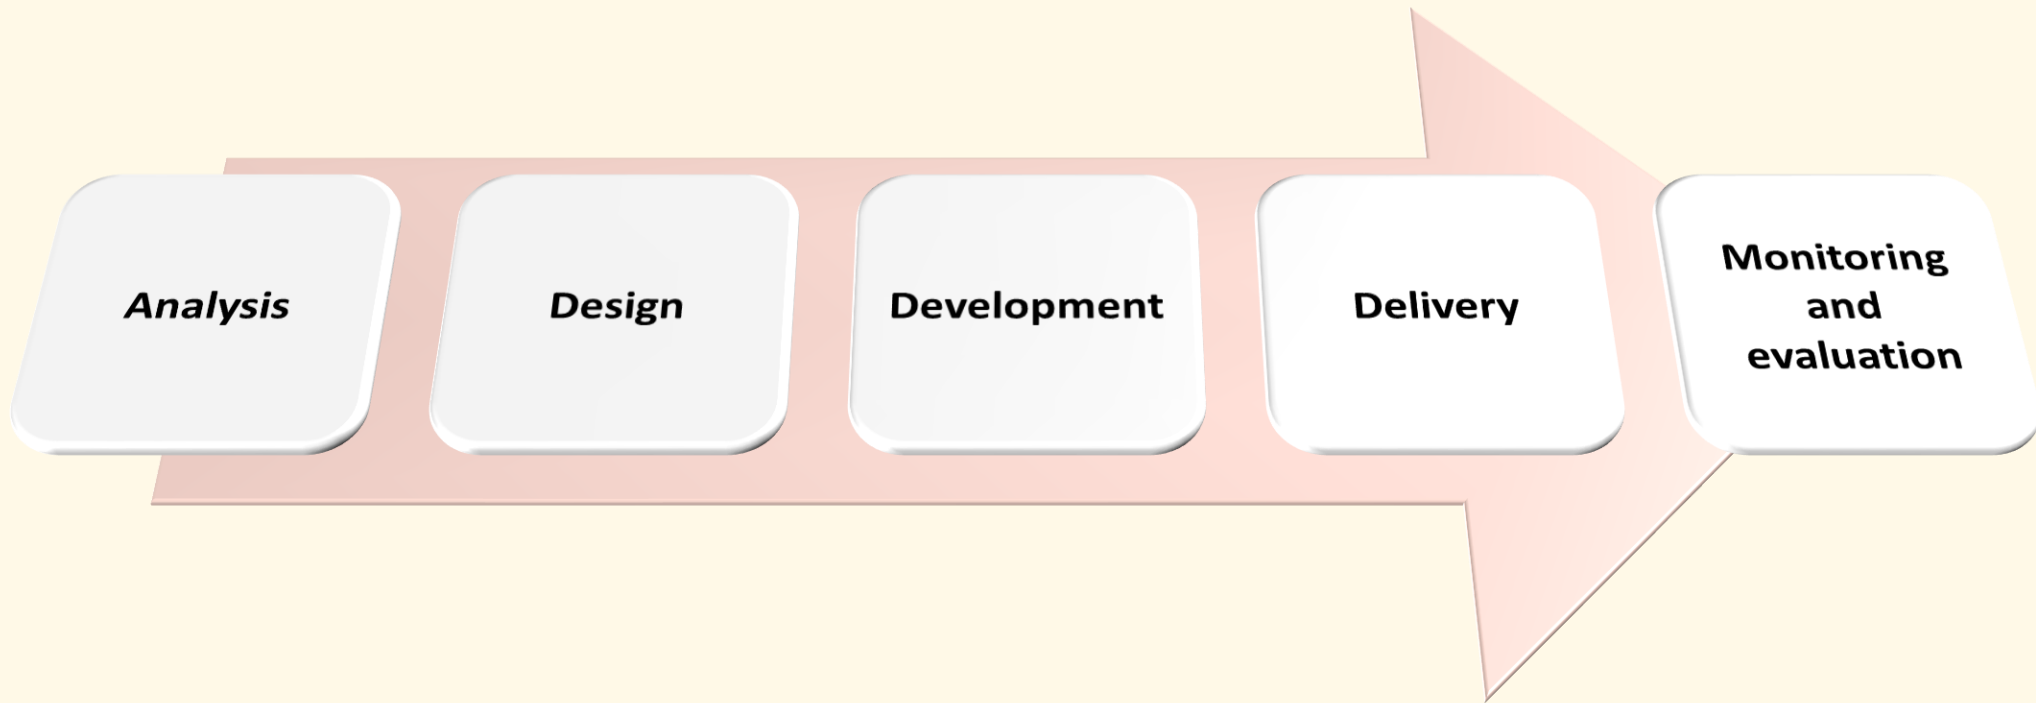 Analysis
Design
Development
Delivery
Monitoring
and
evaluation